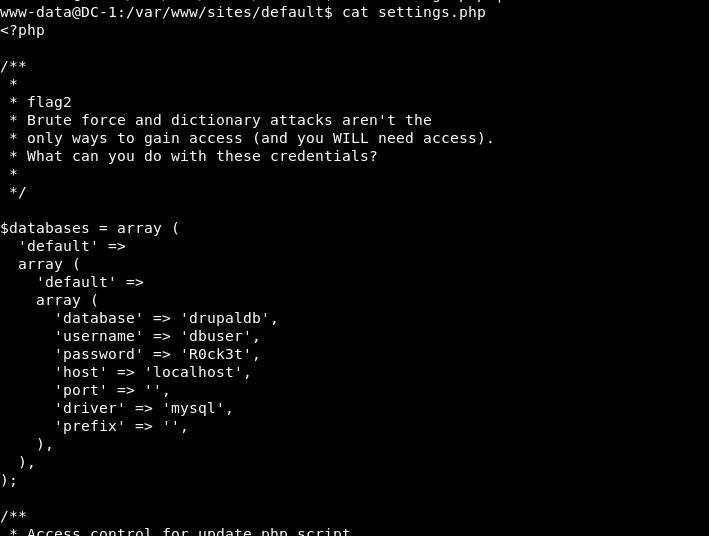 www-data@DC-1:/var/www/sites/default$ cat settings.php
<?php

/**
 *
 * flag2
 * Brute force and dictionary attacks aren't the
 * only ways to gain access (and you WILL need access).
 * What can you do with these credentials?
 *
 */

$databases = array (
  'default' =>
  array (
    'default' =>
    array (
      'database' => 'drupaldb',
      'username' => 'dbuser',
      'password' => 'R0ck3t',
      'host' => 'localhost',
      'port' => '',
      'driver' => 'mysql',
      'prefix' => '',
    ),
  ),
);

/**
 * Access control for update.php script